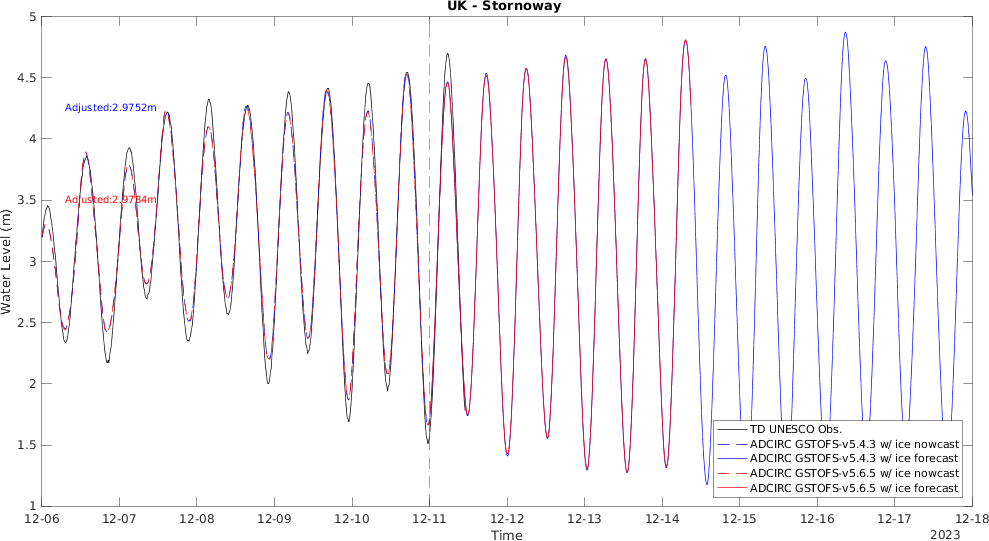 UK - Stornoway
5
4.5
4
3.5
3
2.5
2
1.5
1
Water Level (m)
Adjusted:2.9752m
Adjusted:2.9784m
TD UNESCO Obs.
ADCIRC GSTOFS-v5.4.3 w/ ice nowcast
ADCIRC GSTOFS-v5.4.3 w/ ice forecast
ADCIRC GSTOFS-v5.6.5 w/ ice nowcast
ADCIRC GSTOFS-v5.6.5 w/ ice forecast
12-06 12-07 12-08 12-09 12-10 12-11 12-12 12-13 12-14 12-15 12-16 12-17 12-18
Time
2023